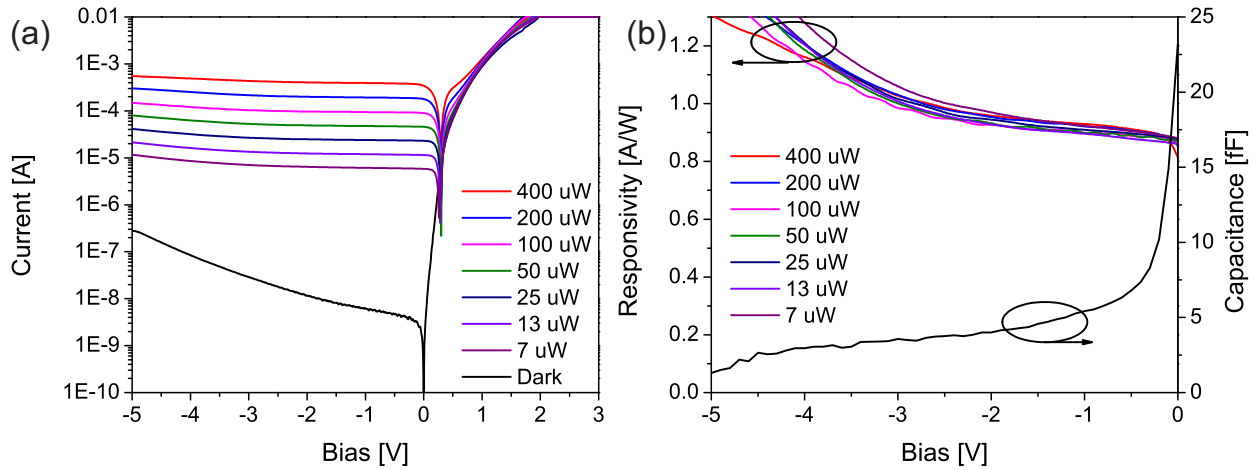 (a)
Current [A]
0.01
1E-3
1E-4
1E-5
1E-6
1E-7
1E-8
1E-9
1E-10
400 uW
200 uW
100 uW
50 uW
25 uW
13 uW
7 uW
Dark
-5 -4 -3 -2 -1 0 1 2 3
Bias [V]
(b)
Responsivity [A/W]
1.2
1.0
0.8
0.6
0.4
0.2
0.0
400 uW
200 uW
100 uW
50 uW
25 uW
13 uW
7 uW
25
20
15
10
5
0
Capacitance [fF]
-5 -4 -3 -2 -1 0
Bias [V]